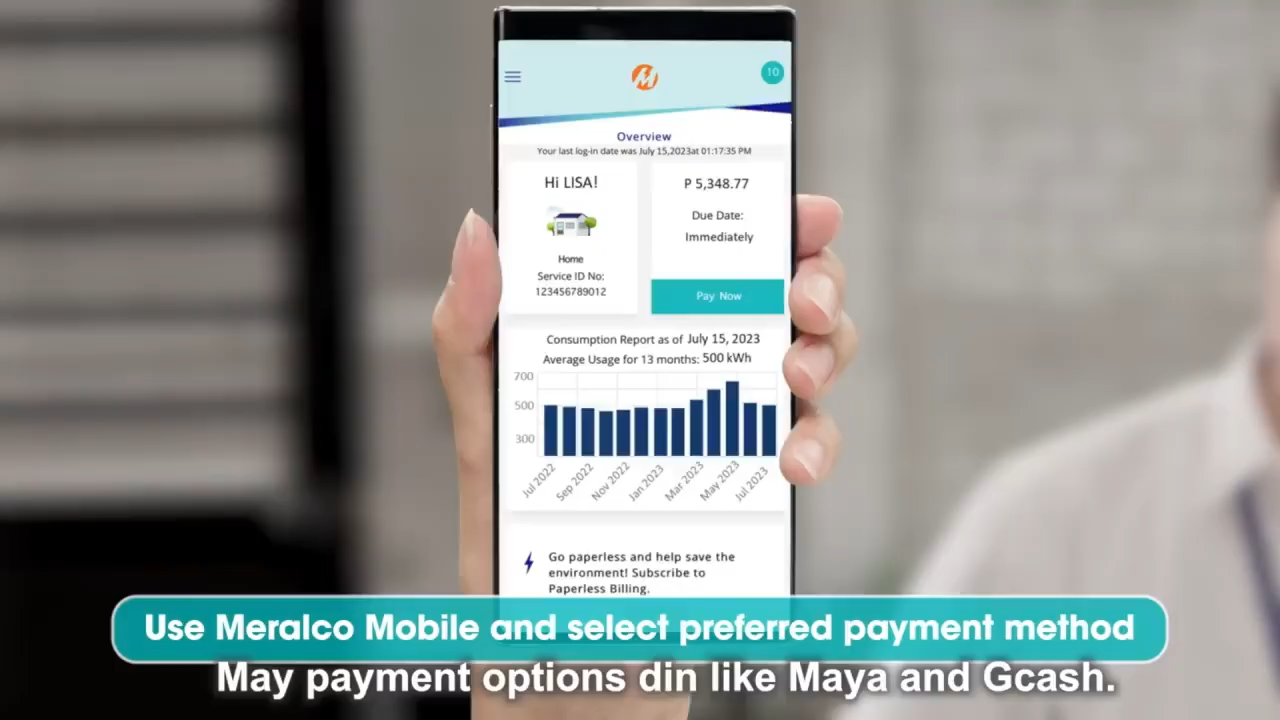 10
Overview
Your last log-in date was July 15,2023at 01:17:35 PM
Hi LISA!
Home
Service ID No:
123456789012
P 5,348.77
Due Date:
Immediately
Pay Now
Consumption Report as of July 15, 2023
Average Usage for 13 months: 500 kWh
700
500
300
Jul 2022
Sep 2022
Nov 2022
Jan 2023
Mar 2023
May 2023
Jul 2023
Go paperless and help save the
environment! Subscribe to
Paperless Billing.
Use Meralco Mobile and select preferred payment method
May payment options din like Maya and Gcash.